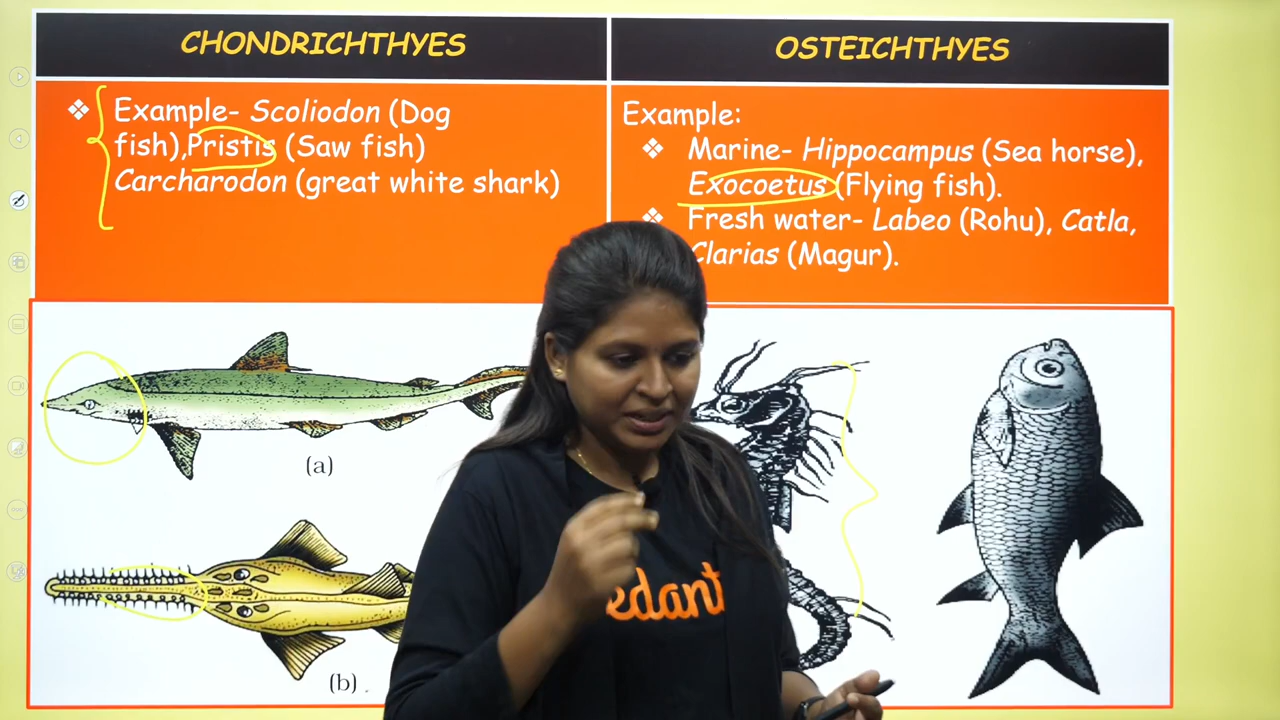 CHONDRICHTHYES
OSTEICHTHYES
❖ Example- Scoliodon (Dog
fish),Pristis (Saw fish)
Carcharodon (great white shark)
Example:
❖ Marine- Hippocampus (Sea horse),
Exocoetus (Flying fish).
❖ Fresh water- Labeo (Rohu), Catla,
Clarias (Magur).
(a)
(b)
edant